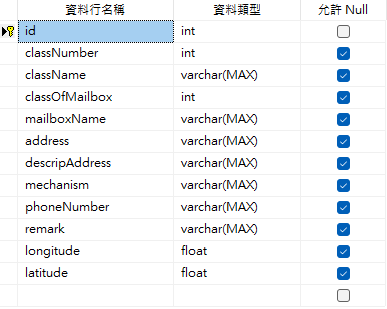 資料行名稱 資料類型 允許 Null
id int
classNumber int
className varchar(MAX)
classOfMailbox int
mailboxName varchar(MAX)
address varchar(MAX)
descripAddress varchar(MAX)
mechanism varchar(MAX)
phoneNumber varchar(MAX)
remark varchar(MAX)
longitude float
latitude float